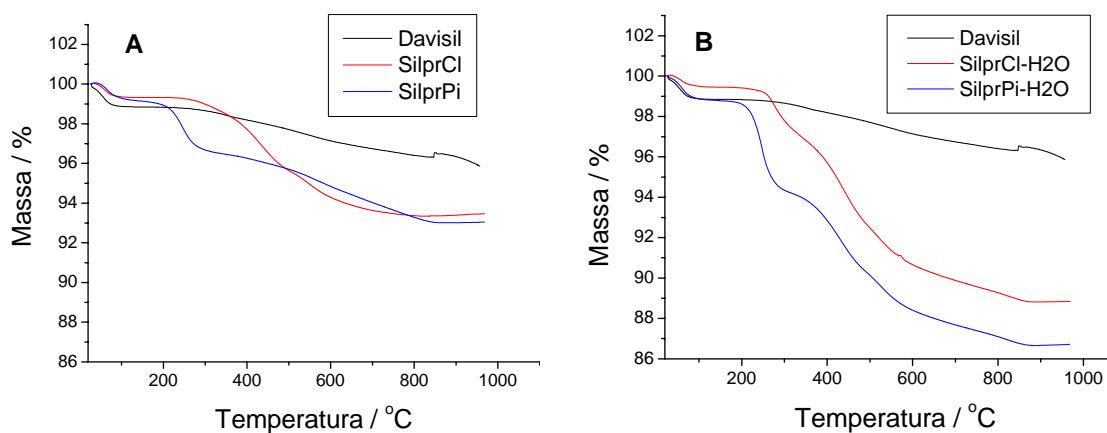 A
Davisil
SilprCl
SilprPi
102
100
98
96
94
92
90
88
86
Massa / %
200
400
600
800
1000
Temperatura / °C
B
Davisil
SilprCl-H2O
SilprPi-H2O
102
100
98
96
94
92
90
88
86
Massa / %
200
400
600
800
1000
Temperatura / °C